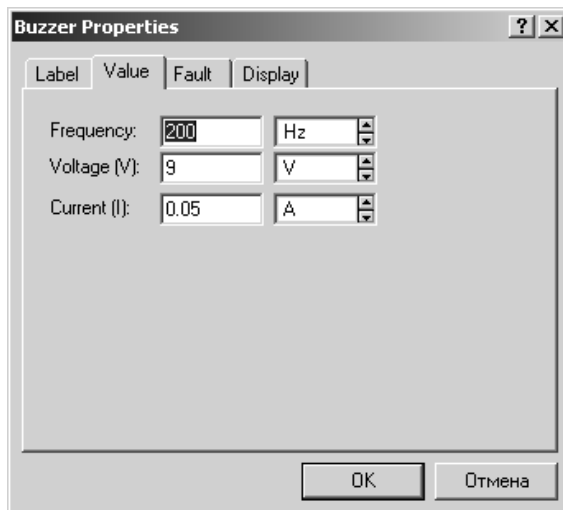 Buzzer Properties
Label Value Fault Display
Frequency: 200 Hz
Voltage (V): 9 V
Current (I): 0.05 A
OK Отмена